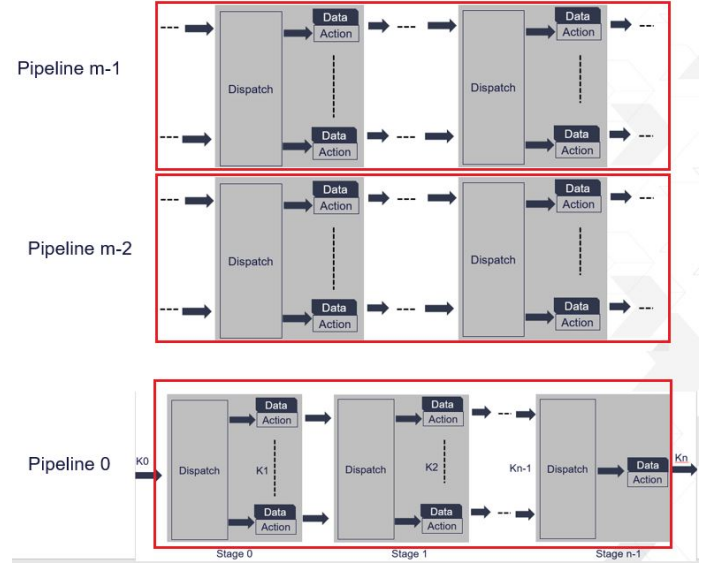 Data
Data
Action
Action
Pipeline m-1
Dispatch
Dispatch
Data
Data
Action
Action
Data
Data
Action
Action
Pipeline m-2
Dispatch
Dispatch
Data
Data
Action
Action
Data
Data
Action
Action
Pipeline 0
K0
Dispatch
K1
Dispatch
K2
Kn-1
Dispatch
Data
Action
Kn
Data
Data
Action
Action
Stage 0
Stage 1
Stage n-1